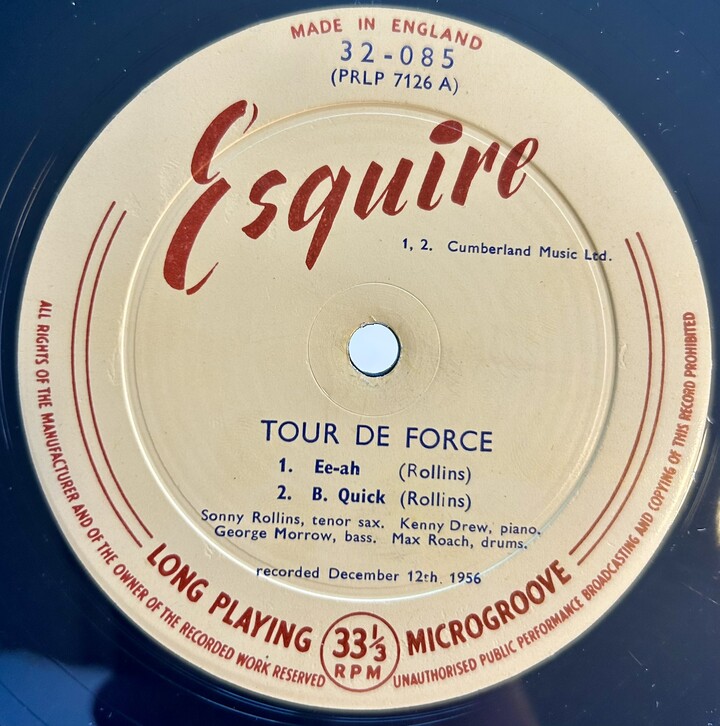 MADE IN ENGLAND
32-085
(PRLP 7126 A)
Esquire
1, 2. Cumberland Music Ltd.
TOUR DE FORCE
1. Ee-ah (Rollins)
2. B. Quick (Rollins)
Sonny Rollins, tenor sax. Kenny Drew, piano.
George Morrow, bass. Max Roach, drums.
recorded December 12th. 1956
LONG PLAYING 33⅓ RPM MICROGROOVE
ALL RIGHTS OF THE MANUFACTURER AND OF THE OWNER OF THE RECORDED WORK RESERVED
UNAUTHORISED PUBLIC PERFORMANCE BROADCASTING AND COPYING OF THIS RECORD PROHIBITED